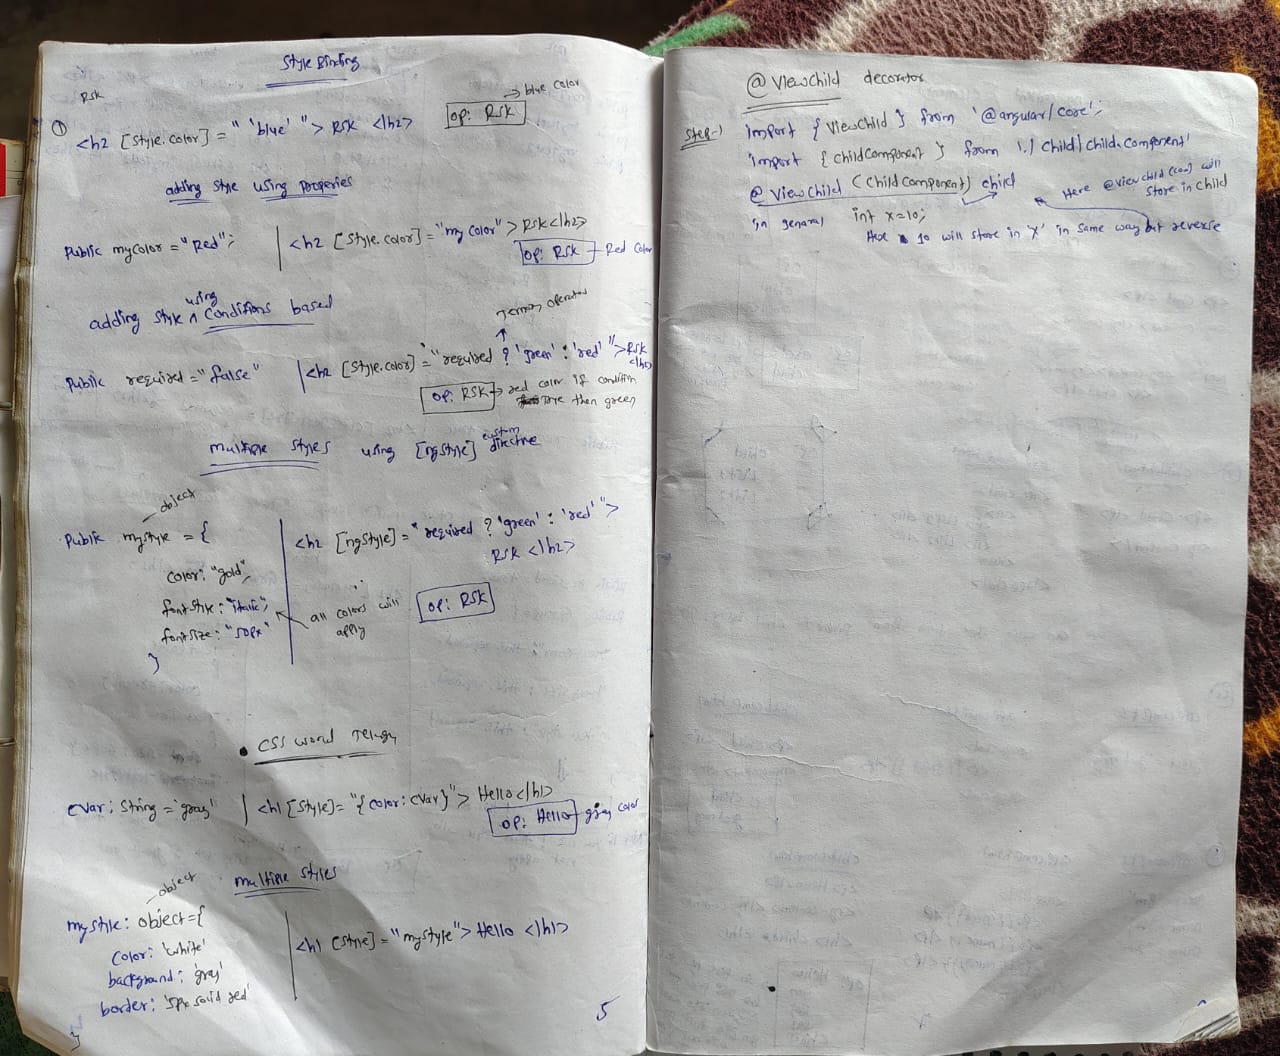 Style Binding
RSK
→ blue color
① <h2 [style.color] = " 'blue' "> RSK </h2>
op: RSK
adding style using properies
Public myColor = "Red"; | <h2 [style.color] = "my color" > RSK </h2>
op: RSK → Red Color
using
adding style ∧ Conditions based
Ternary operator
Public required = "false" | <h2 [style.color] = "required ? 'green' : 'red' "> RSK </h2>
op: RSK → red color if condition
true then green
custom
multiple styles using [ngStyle] directive
object
Public mystyle = {
color: "gold",
fontstyle: "italic",
fontsize: "50px"
}
<h2 [ngStyle] = "required ? 'green' : 'red' ">
RSK </h2>
all colors will
apply
op: RSK
• CSS world Telugu
cVar: string = 'gray' | <h1 [style] = "{color: cVar}"> Hello </h1>
op: Hello → gray color
multiple styles
object
mystyle: object = {
color: 'white'
background: 'gray'
border: '5px solid red'
}
<h1 [style] = "mystyle"> Hello </h1>
5
@ViewChild decorator
Step-1 import { ViewChild } from '@angular/core';
import { childComponent } from './child/child.component'
@ViewChild (childComponent) child
Here @viewchild (con) will
store in child
in genaral int x=10;
Here 10 will store in 'x' in same way but reverse